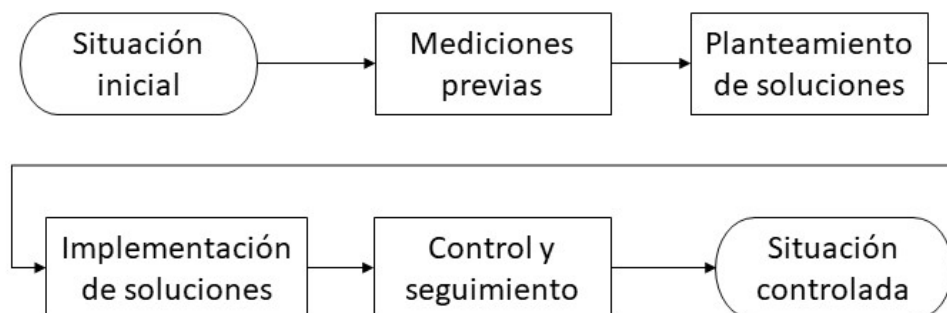 Situación
inicial
Mediciones
previas
Planteamiento
de soluciones
Implementación
de soluciones
Control y
seguimiento
Situación
controlada